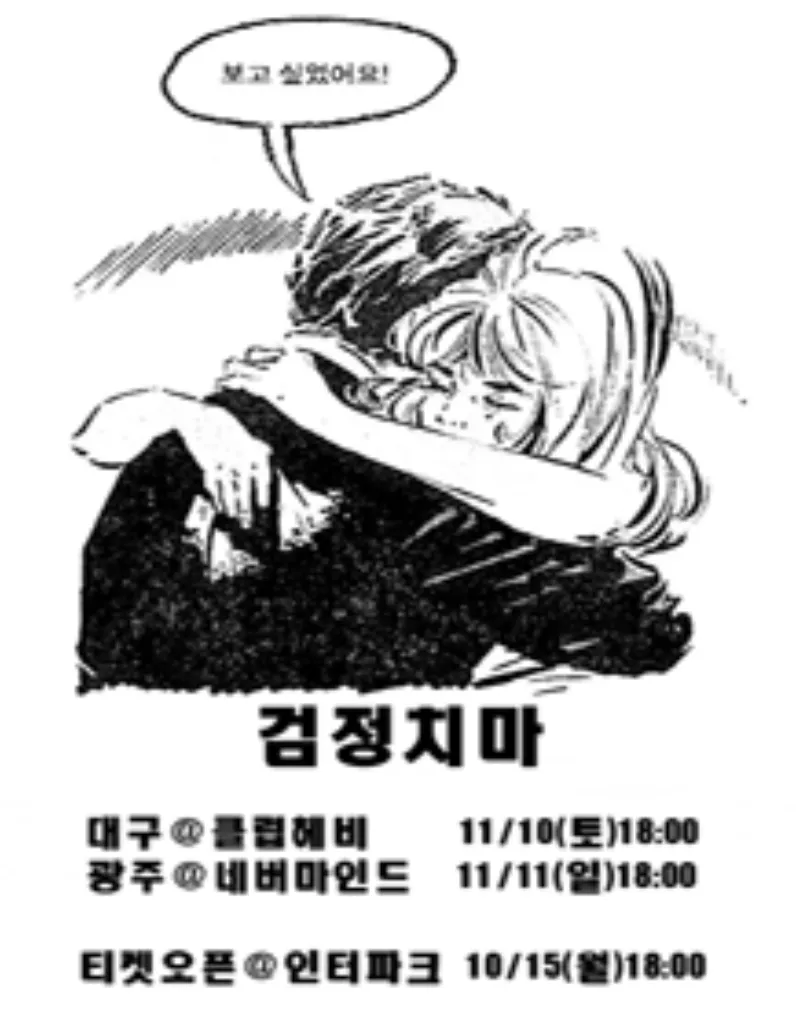 보고 싶었어요!
검정치마
대구@클럽헤비 11/10(토)18:00
광주@네버마인드 11/11(일)18:00
티켓오픈@인터파크 10/15(월)18:00